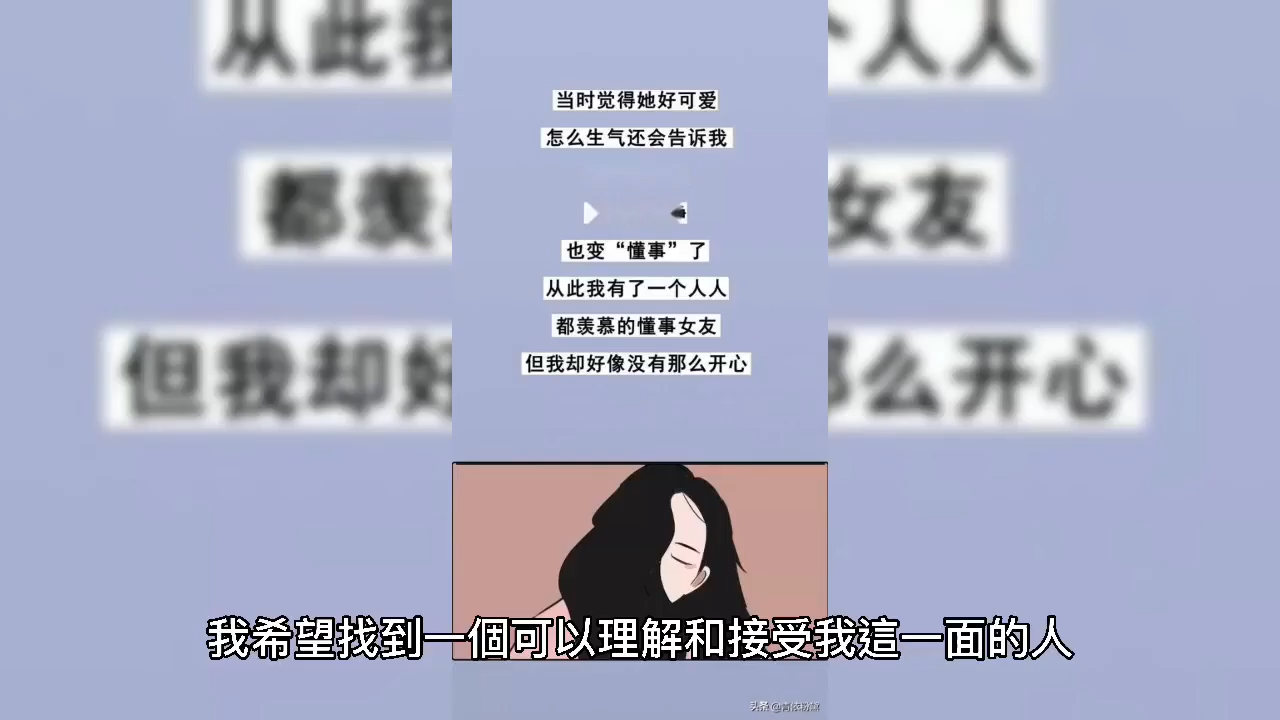 当时觉得她好可爱
怎么生气还会告诉我
也变“懂事”了
从此我有了一个人人
都羡慕的懂事女友
但我却好像没有那么开心
我希望找到一個可以理解和接受我這一面的人
头条